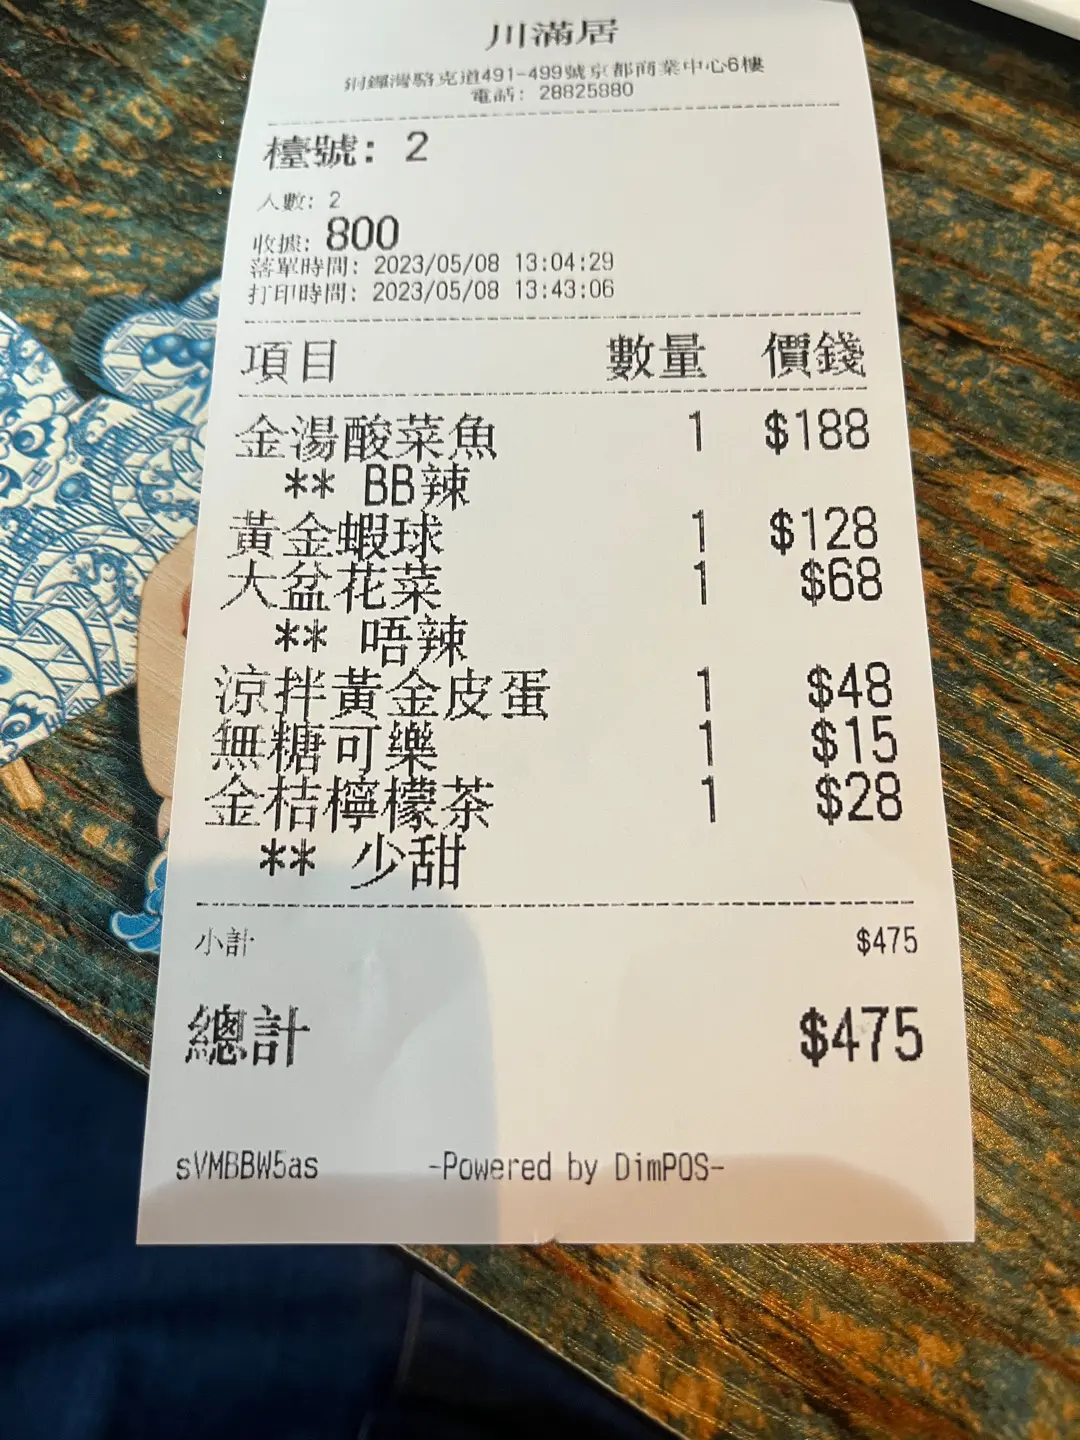 川滿居
銅鑼灣駱克道491-499號京都商業中心6樓
電話: 28825880
檯號: 2
人數: 2
收據: 800
落單時間: 2023/05/08 13:04:29
打印時間: 2023/05/08 13:43:06
項目 數量 價錢
金湯酸菜魚 1 $188
** BB辣
黃金蝦球 1 $128
大盆花菜 1 $68
** 唔辣
涼拌黃金皮蛋 1 $48
無糖可樂 1 $15
金桔檸檬茶 1 $28
** 少甜
小計 $475
總計 $475
sVMBBW5as -Powered by DimPOS-